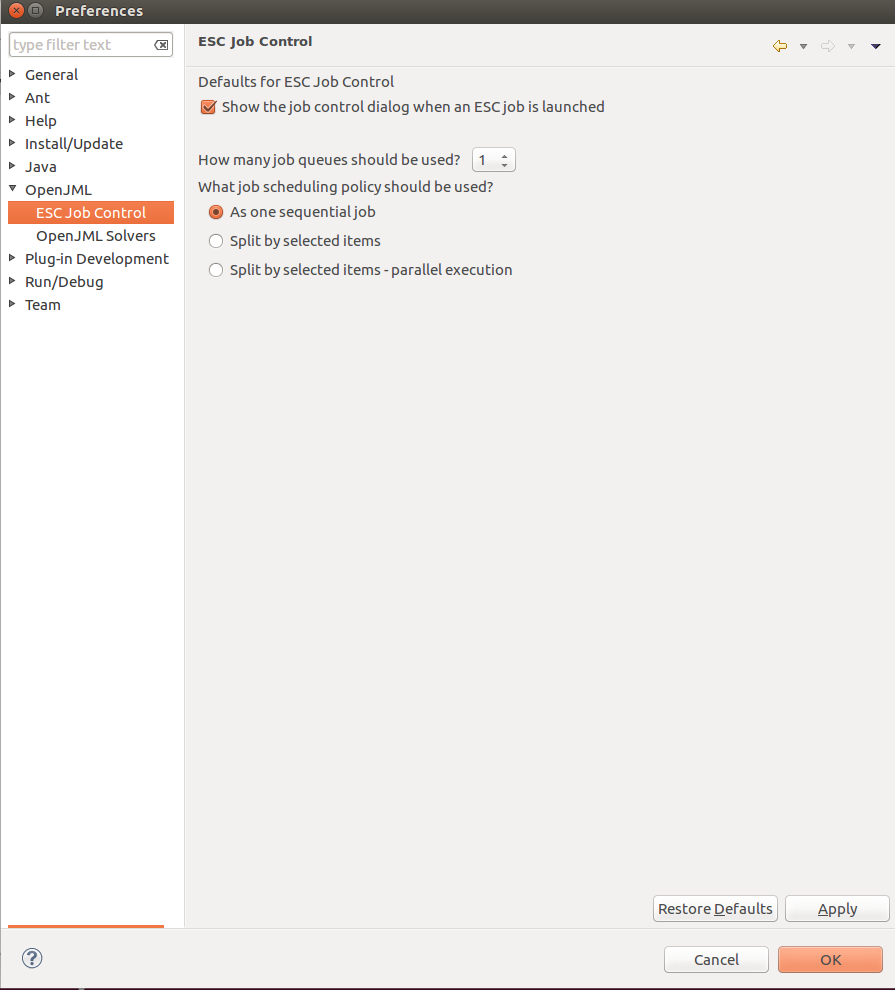 Preferences
type filter text
General
Ant
Help
Install/Update
Java
OpenJML
ESC Job Control
OpenJML Solvers
Plug-in Development
Run/Debug
Team
ESC Job Control
Defaults for ESC Job Control
Show the job control dialog when an ESC job is launched
How many job queues should be used? 1
What job scheduling policy should be used?
As one sequential job
Split by selected items
Split by selected items - parallel execution
Restore Defaults Apply
? Cancel OK